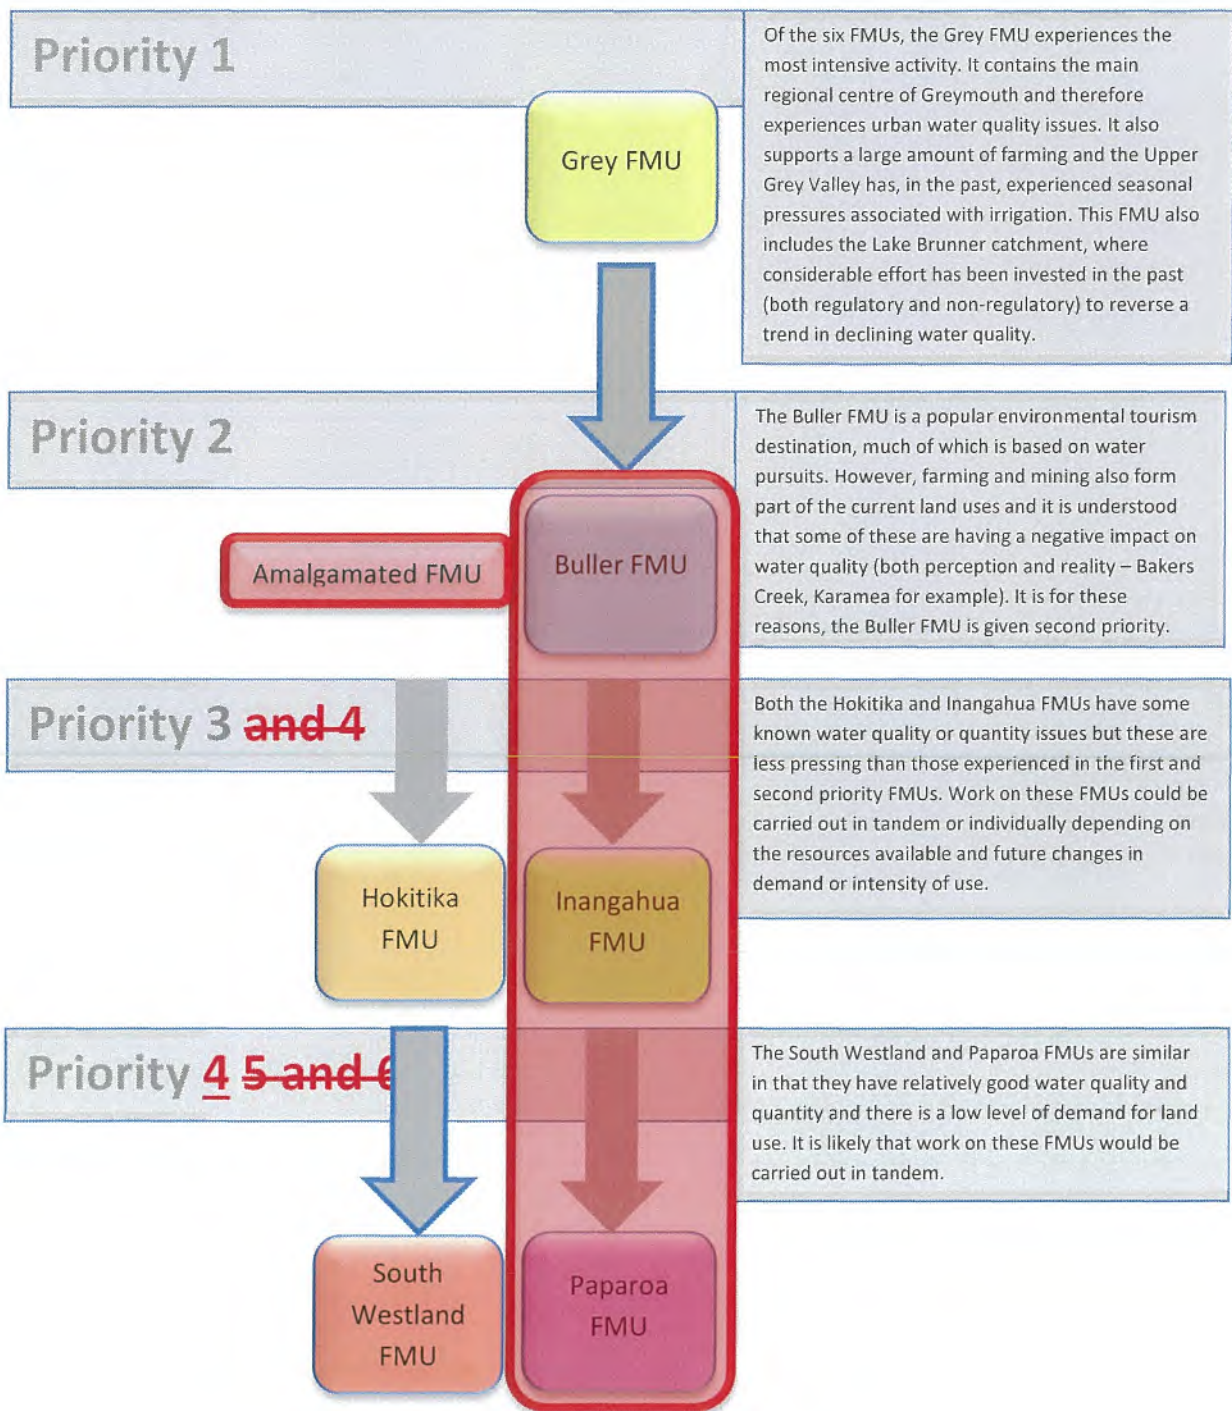 Priority 1
Grey FMU
Of the six FMUs, the Grey FMU experiences the
most intensive activity. It contains the main
regional centre of Greymouth and therefore
experiences urban water quality issues. It also
supports a large amount of farming and the Upper
Grey Valley has, in the past, experienced seasonal
pressures associated with irrigation. This FMU also
includes the Lake Brunner catchment, where
considerable effort has been invested in the past
(both regulatory and non-regulatory) to reverse a
trend in declining water quality.
Priority 2
Amalgamated FMU
Buller FMU
The Buller FMU is a popular environmental tourism
destination, much of which is based on water
pursuits. However, farming and mining also form
part of the current land uses and it is understood
that some of these are having a negative impact on
water quality (both perception and reality – Bakers
Creek, Karamea for example). It is for these
reasons, the Buller FMU is given second priority.
Priority 3 and 4
Hokitika
FMU
Inangahua
FMU
Both the Hokitika and Inangahua FMUs have some
known water quality or quantity issues but these are
less pressing than those experienced in the first and
second priority FMUs. Work on these FMUs could be
carried out in tandem or individually depending on
the resources available and future changes in
demand or intensity of use.
Priority 4 5 and 6
South
Westland
FMU
Paparoa
FMU
The South Westland and Paparoa FMUs are similar
in that they have relatively good water quality and
quantity and there is a low level of demand for land
use. It is likely that work on these FMUs would be
carried out in tandem.